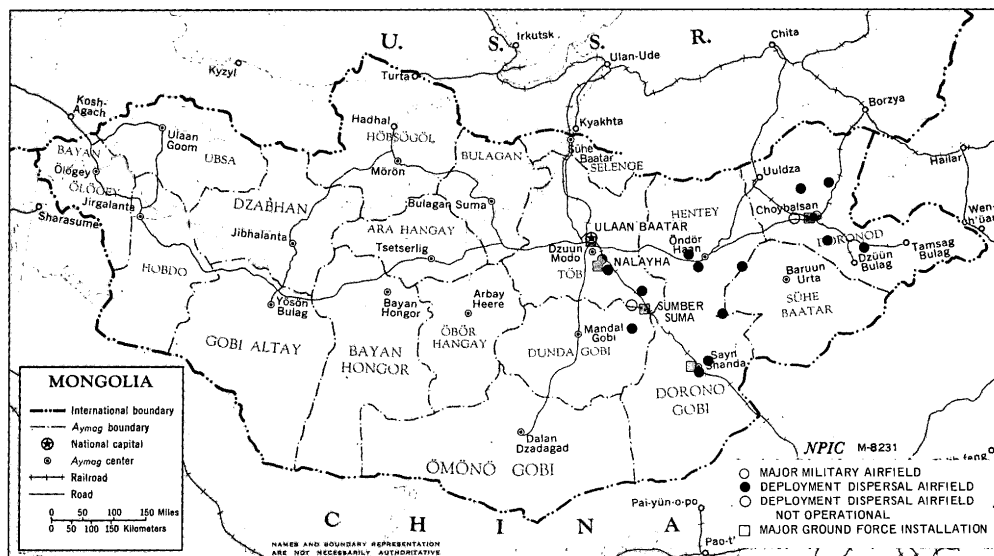 U. S. S. R.
Irkutsk
Chita
Kyzyl
Turta
Ulan-Ude
Kosh-
Agach
Borzya
Hadhal
Kyakhta
HÖBSÖGÖL
Ulaan
Goom
BAYAN
UBSA
BULAGAN
Sühe
Baatar
SELENGE
Hailar
Ölögey
ÖLÖGEY
Mörön
Uuldza
Jirgalanta
DZABHAN
Bulagan Suma
Choybalsan
Sharasume
ARA HANGAY
ULAAN BAATAR
HENTEY
Jibhalanta
Tsetserlig
Öndör
Haan
DORONOD
Tamsag
Bulag
Dzuun
Modo
NALAYHA
Dzüün
Bulag
HOBDO
TÖB
Baruun
Urta
Yösön
Bulag
Bayan
Hongor
Arbay
Heere
SUMBER
SUMA
SÜHE
BAATAR
ÖBÖR
HANGAY
Mandal
Gobi
GOBI ALTAY
BAYAN
HONGOR
DUNDA GOBI
Sayn
Shanda
DORONO
GOBI
Dalan
Dzadagad
ÖMÖNÖ GOBI
C H I N A
Pai-yün-o-po
Pao-t'
MONGOLIA
International boundary
Aymag boundary
National capital
Aymag center
Railroad
Road
0 50 100 150 Miles
0 50 100 150 Kilometers
NAMES AND BOUNDARY REPRESENTATION
ARE NOT NECESSARILY AUTHORITATIVE
NPIC M-8231
MAJOR MILITARY AIRFIELD
DEPLOYMENT DISPERSAL AIRFIELD
DEPLOYMENT DISPERSAL AIRFIELD
NOT OPERATIONAL
MAJOR GROUND FORCE INSTALLATION